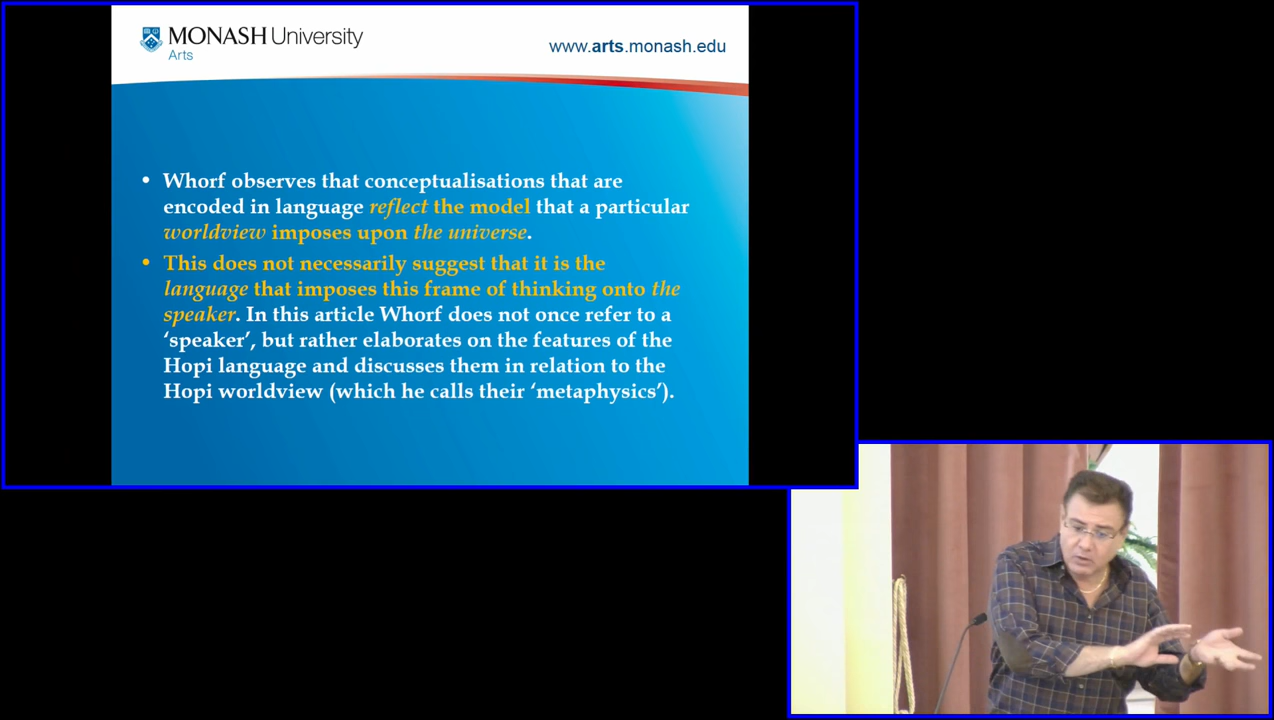 MONASH University
Arts
www.arts.monash.edu
• Whorf observes that conceptualisations that are
encoded in language reflect the model that a particular
worldview imposes upon the universe.
• This does not necessarily suggest that it is the
language that imposes this frame of thinking onto the
speaker. In this article Whorf does not once refer to a
‘speaker’, but rather elaborates on the features of the
Hopi language and discusses them in relation to the
Hopi worldview (which he calls their ‘metaphysics’).